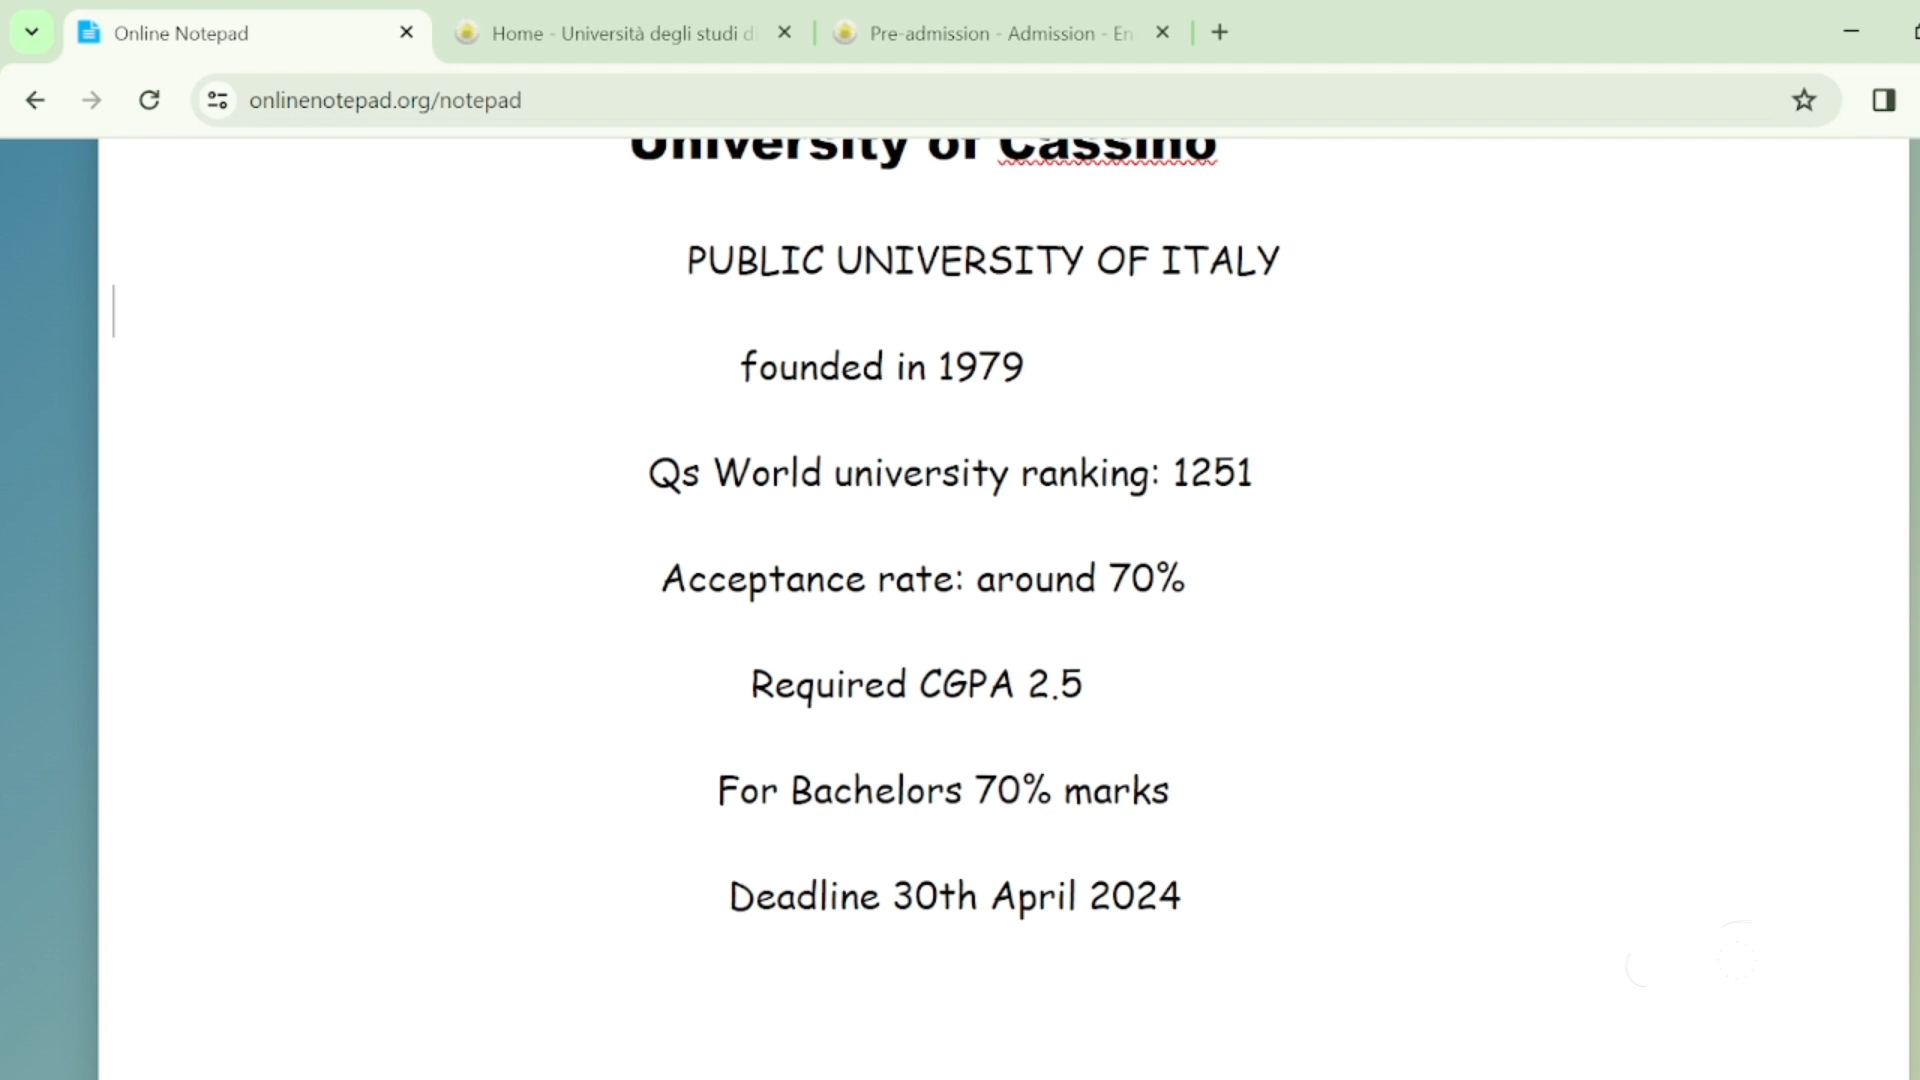 Online Notepad
Home - Università degli studi di
Pre-admission - Admission - En
onlinenotepad.org/notepad
University of Cassino
PUBLIC UNIVERSITY OF ITALY
founded in 1979
Qs World university ranking: 1251
Acceptance rate: around 70%
Required CGPA 2.5
For Bachelors 70% marks
Deadline 30th April 2024